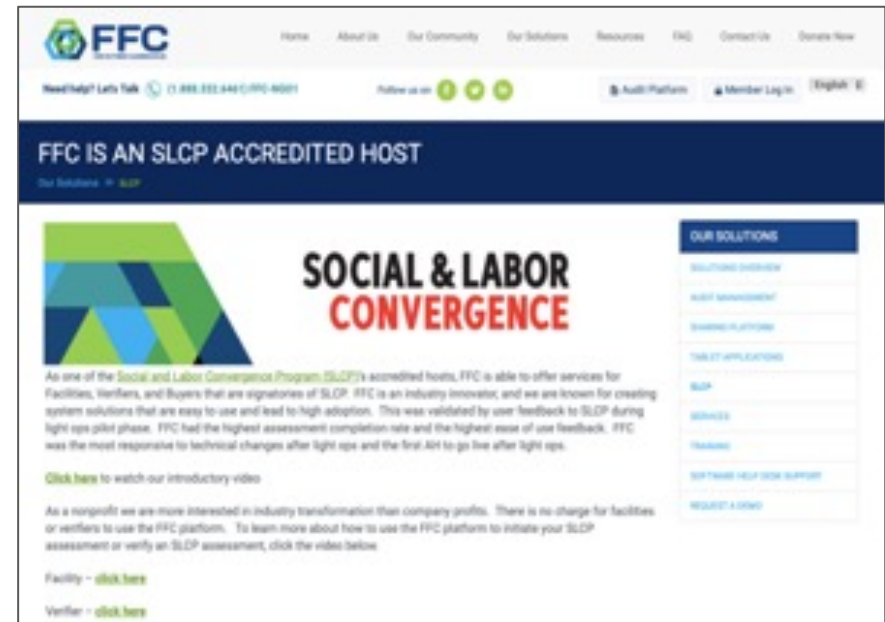 FFC
Home About Us Our Community Our Solutions Resources FAQ Contact Us Donate Now
Need help? Lets Talk
Follow us on
Audit Platform Member Log In English
FFC IS AN SLCP ACCREDITED HOST
Our Solutions SLCP
SOCIAL & LABOR
CONVERGENCE
As one of the Social and Labor Convergence Program (SLCP)'s accredited hosts, FFC is able to offer services for
Facilities, Verifiers, and Buyers that are signatories of SLCP. FFC is an industry innovator, and we are known for creating
system solutions that are easy to use and lead to high adoption. This was validated by user feedback to SLCP during
light ops pilot phase. FFC had the highest assessment completion rate and the highest ease of use feedback. FFC
was the most responsive to technical changes after light ops and the first AH to go live after light ops.
Click here to watch our introductory video
As a nonprofit we are more interested in industry transformation than company profits. There is no charge for facilities
or verifiers to use the FFC platform. To learn more about how to use the FFC platform to initiate your SLCP
assessment or verify an SLCP assessment, click the video below.
Facility – click here
Verifier – click here
OUR SOLUTIONS
SOLUTIONS OVERVIEW
AUDIT MANAGEMENT
SHARING PLATFORM
TABLET APPLICATIONS
SLCP
SERVICES
TRAINING
SOFTWARE HELP DESK SUPPORT
REQUEST A DEMO